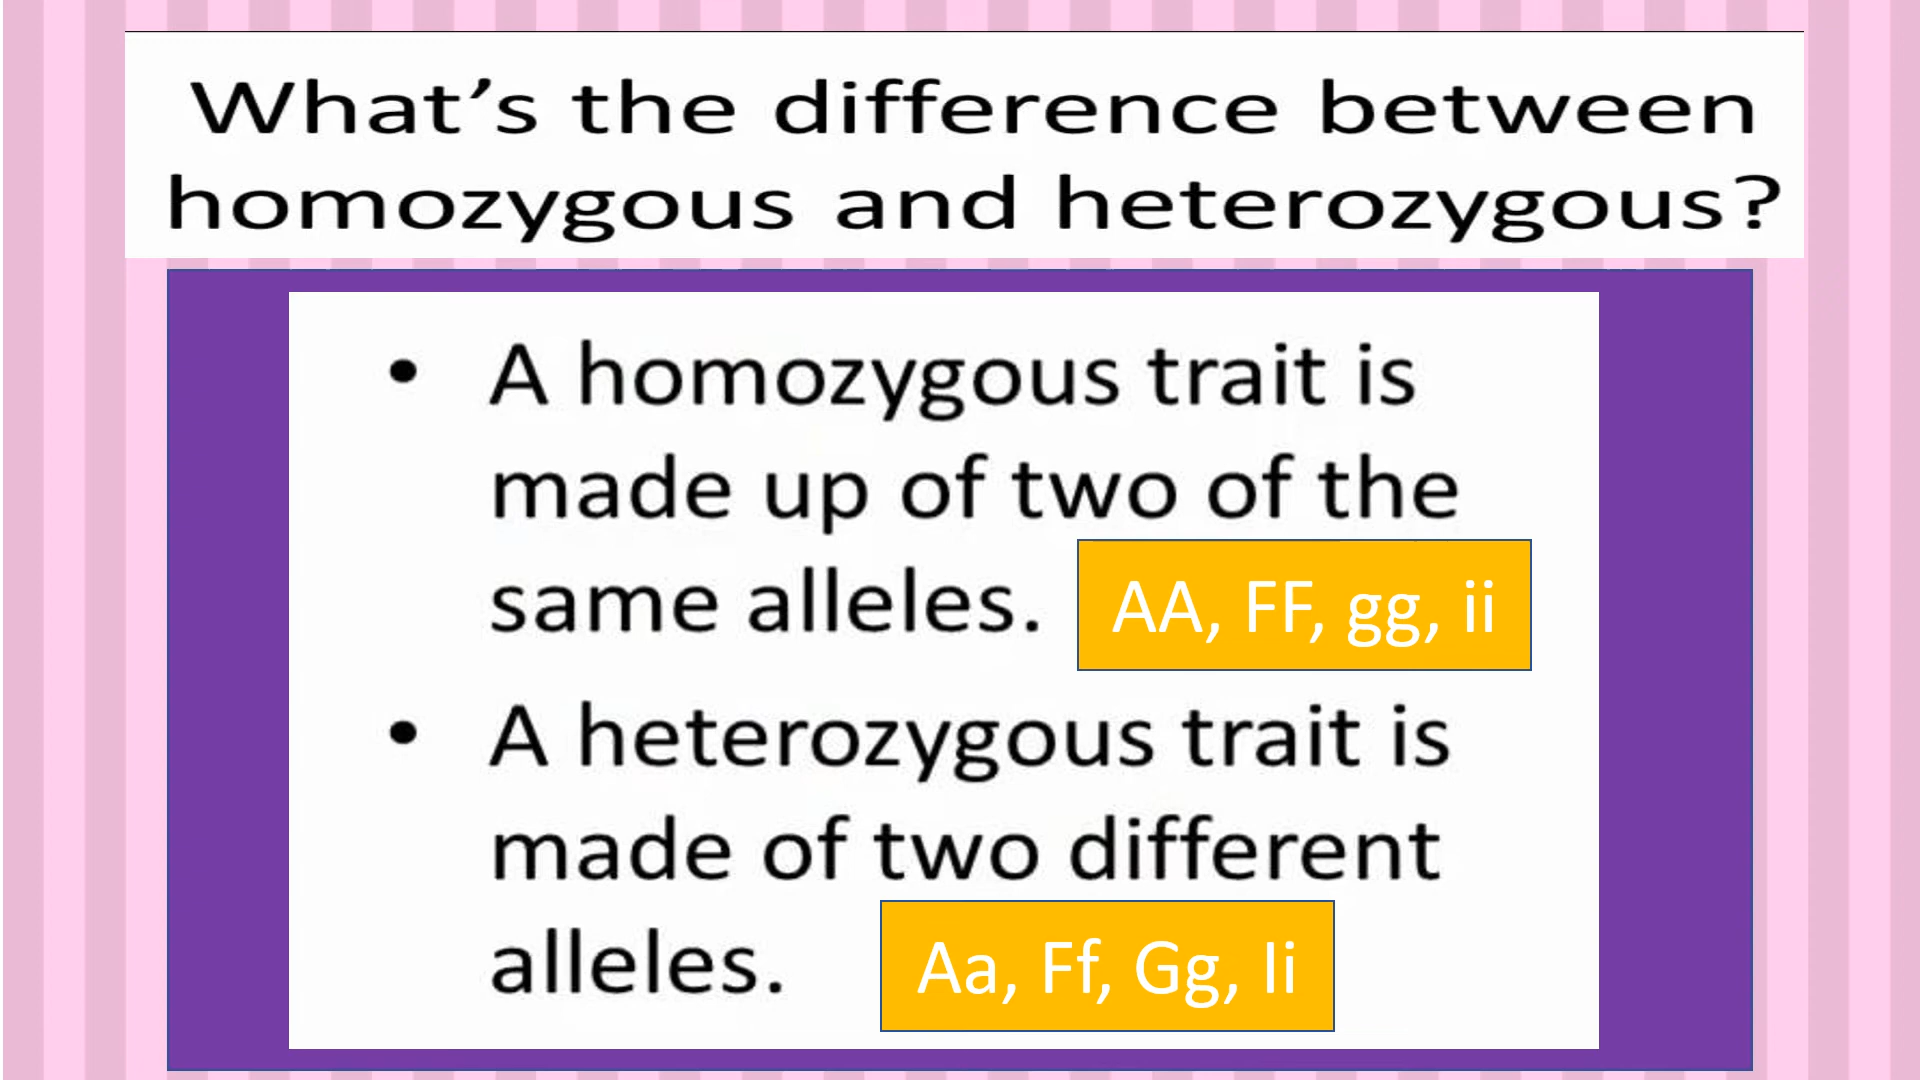 What's the difference between
homozygous and heterozygous?
• A homozygous trait is
made up of two of the
same alleles. AA, FF, gg, ii
• A heterozygous trait is
made of two different
alleles. Aa, Ff, Gg, Ii